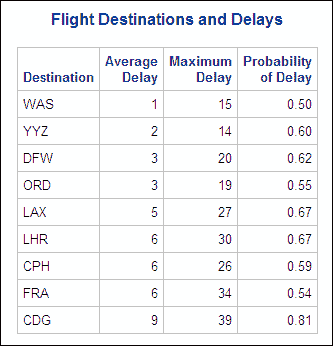 Flight Destinations and Delays
Destination Average Delay Maximum Delay Probability of Delay
WAS 1 15 0.50
YYZ 2 14 0.60
DFW 3 20 0.62
ORD 3 19 0.55
LAX 5 27 0.67
LHR 6 30 0.67
CPH 6 26 0.59
FRA 6 34 0.54
CDG 9 39 0.81